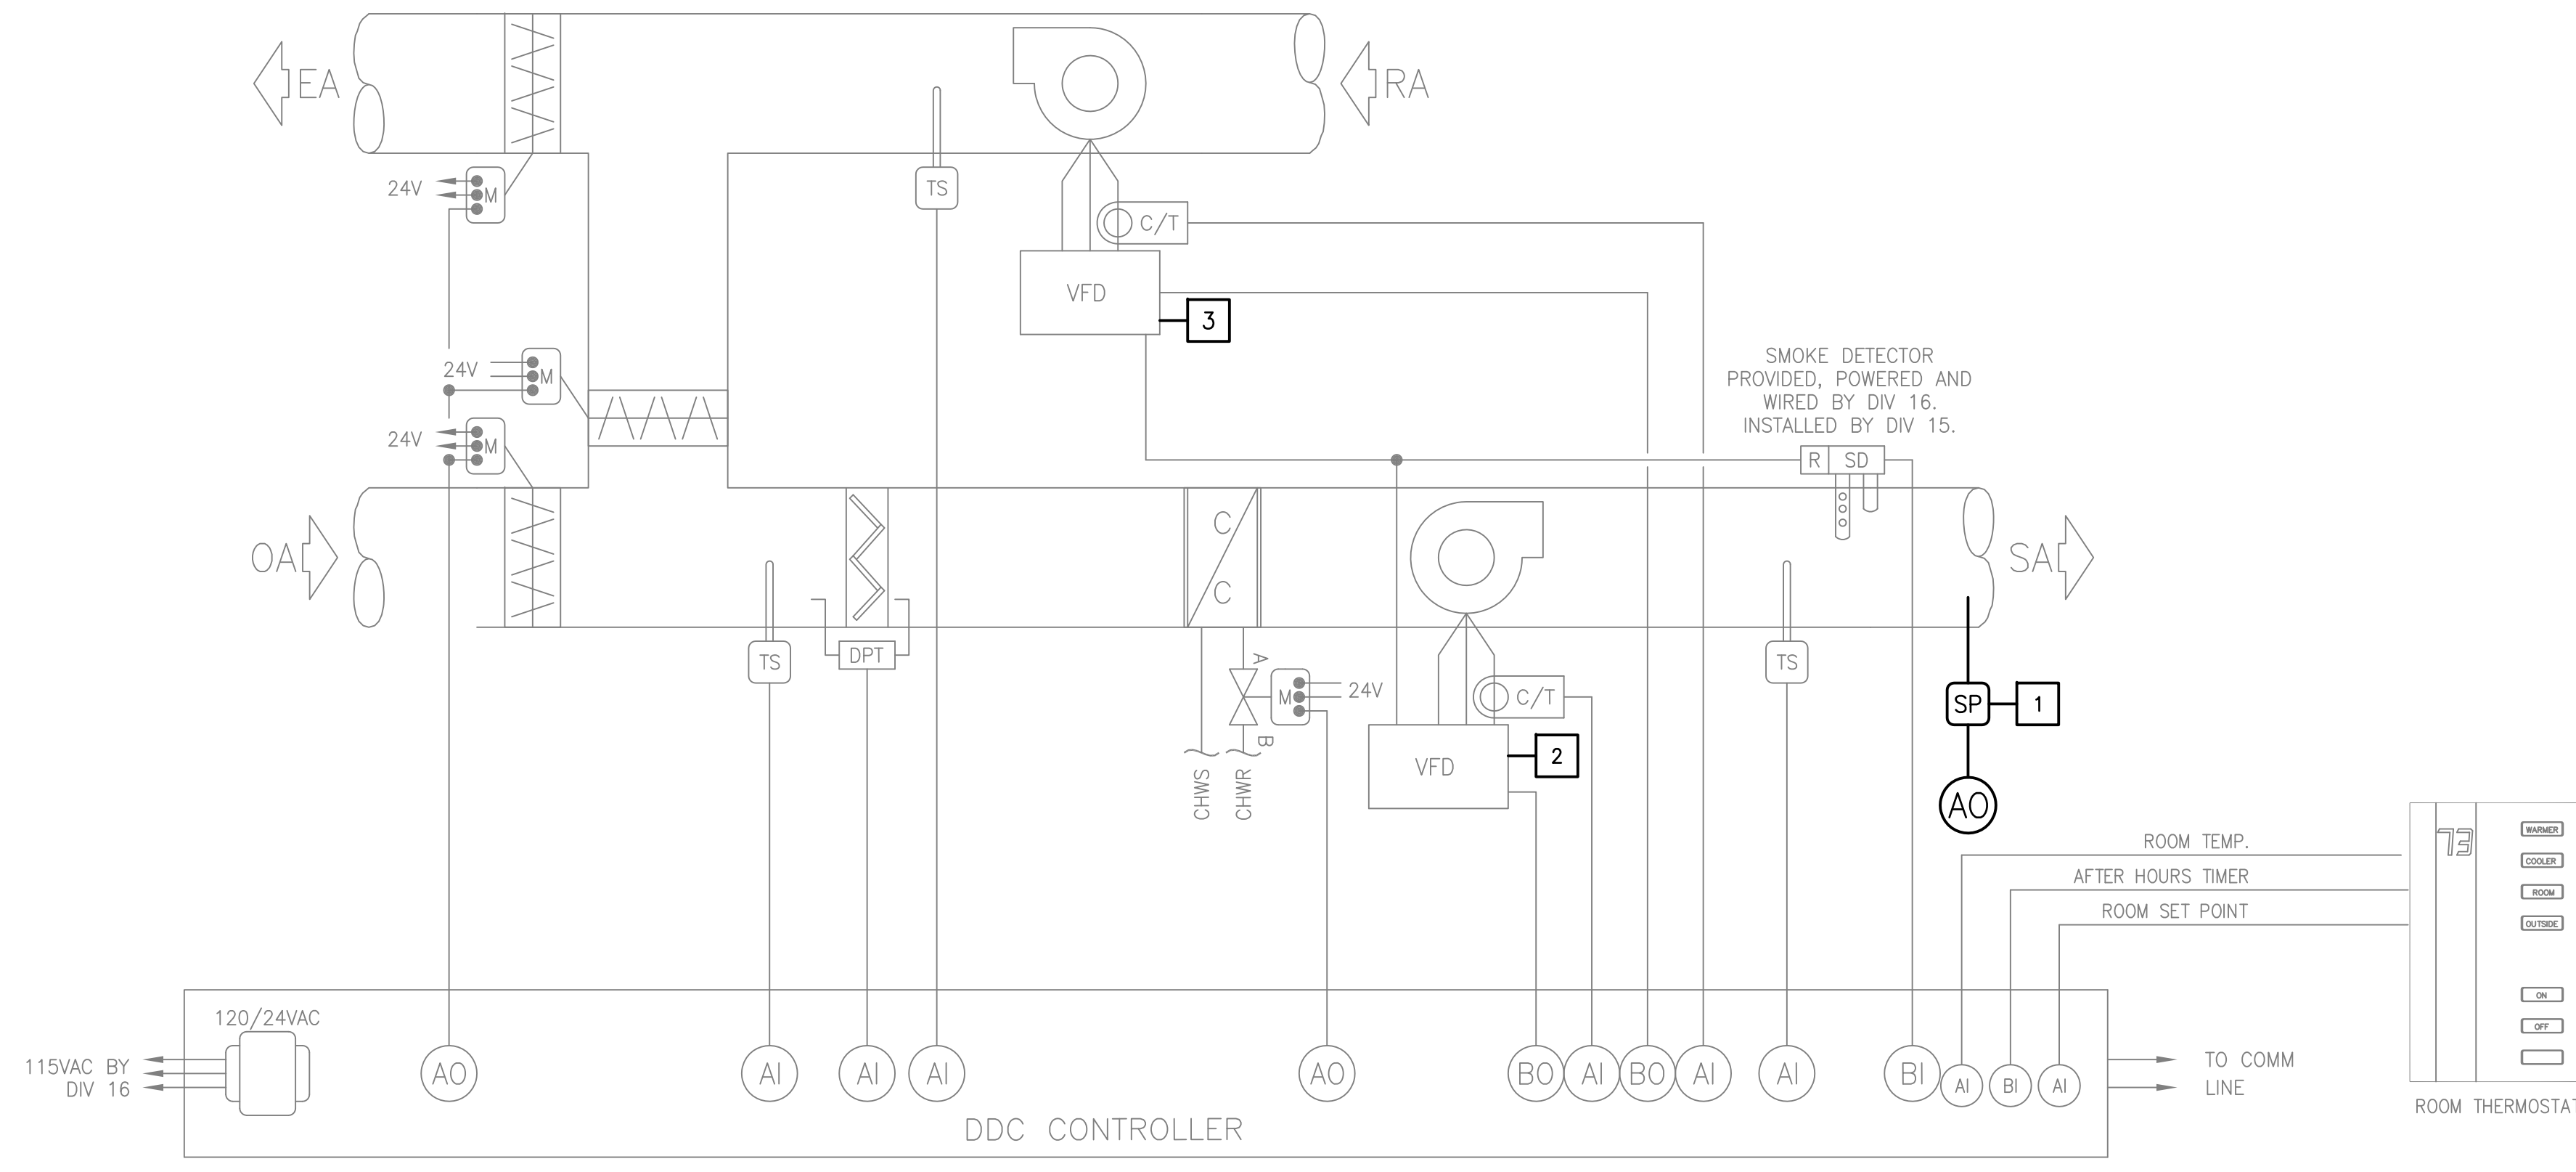 EA
RA
24V
M
TS
C/T
VFD
3
24V
M
24V
M
SMOKE DETECTOR
PROVIDED, POWERED AND
WIRED BY DIV 16.
INSTALLED BY DIV 15.
R SD
OA
C
C
SA
TS
DPT
A
M
24V
B
CHWS
CHWR
C/T
VFD
2
TS
SP
1
AO
ROOM TEMP.
AFTER HOURS TIMER
ROOM SET POINT
73
WARMER
COOLER
ROOM
OUTSIDE
ON
OFF
ROOM THERMOSTAT
120/24VAC
115VAC BY
DIV 16
AO
AI
AI
AI
AO
BO
AI
BO
AI
AI
BI
AI
BI
AI
TO COMM
LINE
DDC CONTROLLER